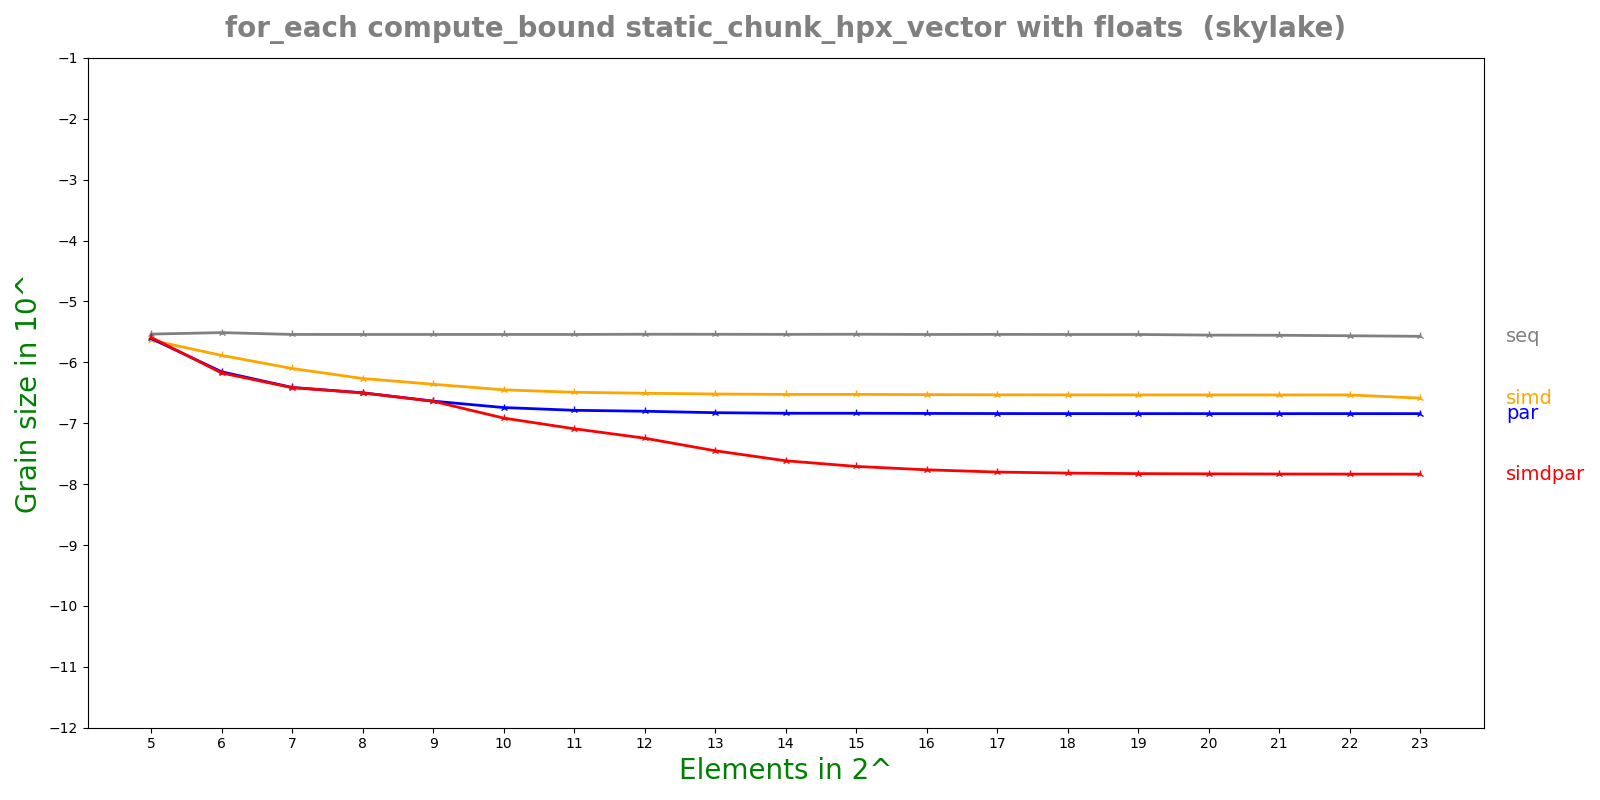 for_each compute_bound static_chunk_hpx_vector with floats  (skylake)
−1
−2
−3
−4
−5
−6
−7
−8
−9
−10
−11
−12
Grain size in 10^
seq
simd
par
simdpar
5 6 7 8 9 10 11 12 13 14 15 16 17 18 19 20 21 22 23
Elements in 2^